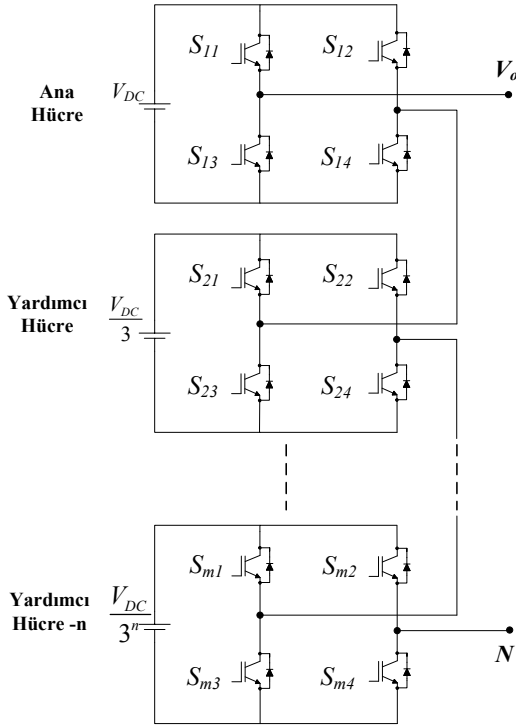 S11
S12
Vo
Ana
Hücre
VDC
S13
S14
S21
S22
Yardımcı
Hücre
VDC
3
S23
S24
Sm1
Sm2
Yardımcı
Hücre -n
VDC
3^n
Sm3
Sm4
N